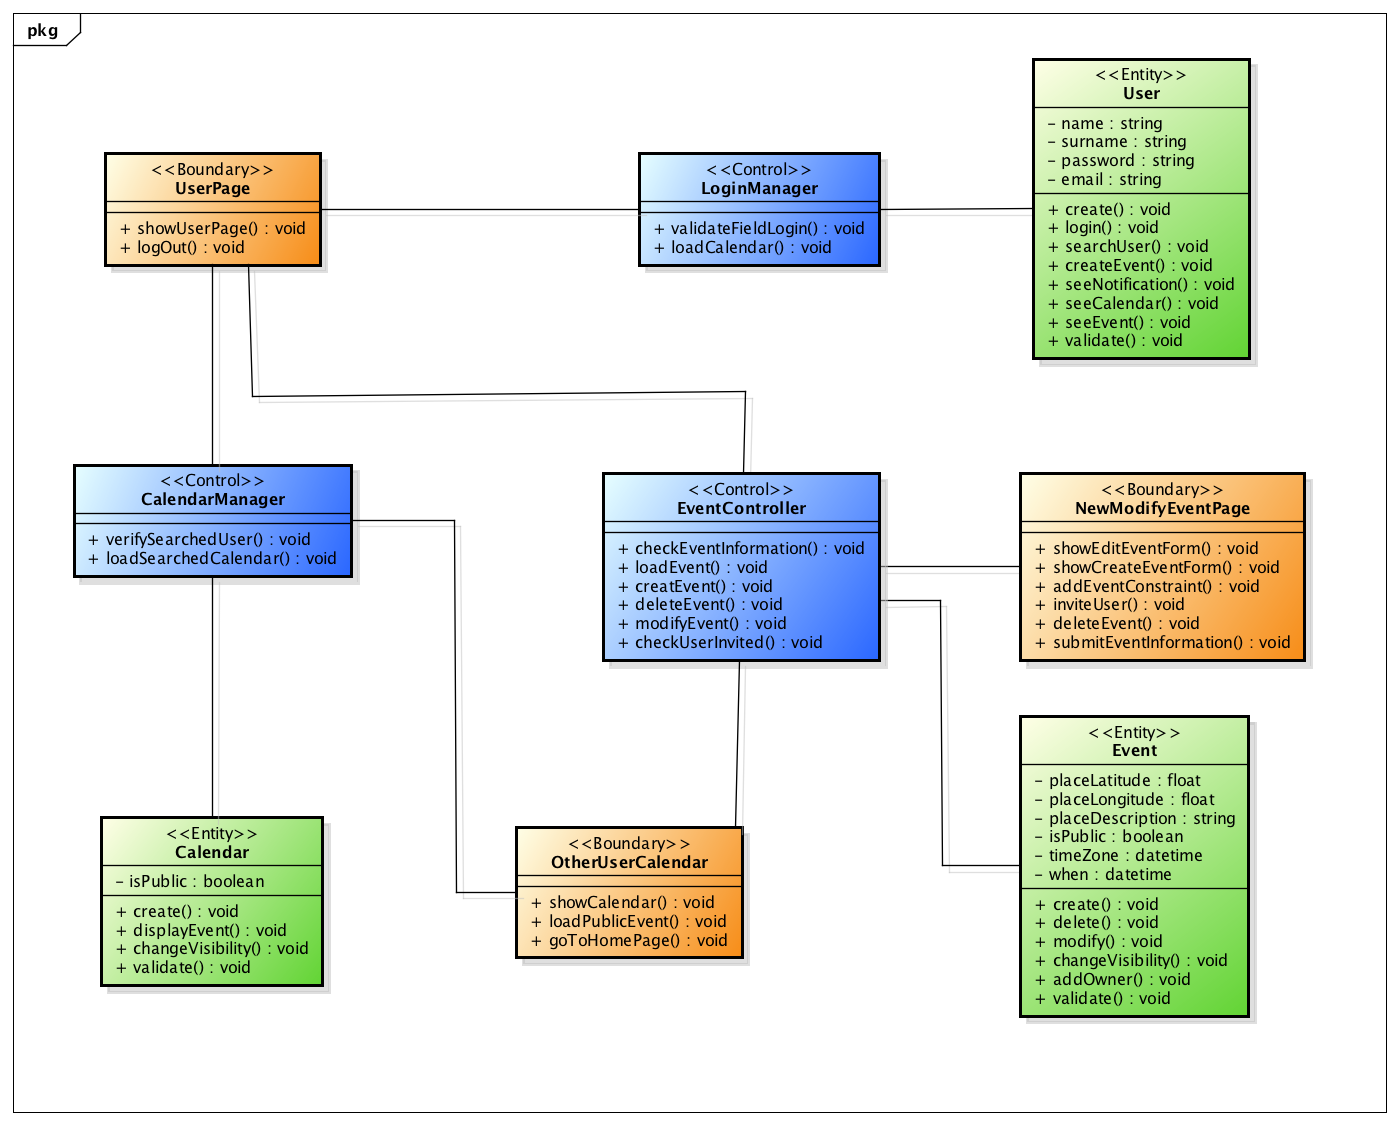 pkg
<<Entity>>
User
– name : string
– surname : string
– password : string
– email : string
+ create() : void
+ login() : void
+ searchUser() : void
+ createEvent() : void
+ seeNotification() : void
+ seeCalendar() : void
+ seeEvent() : void
+ validate() : void
<<Boundary>>
UserPage
+ showUserPage() : void
+ logOut() : void
<<Control>>
LoginManager
+ validateFieldLogin() : void
+ loadCalendar() : void
<<Control>>
CalendarManager
+ verifySearchedUser() : void
+ loadSearchedCalendar() : void
<<Control>>
EventController
+ checkEventInformation() : void
+ loadEvent() : void
+ creatEvent() : void
+ deleteEvent() : void
+ modifyEvent() : void
+ checkUserInvited() : void
<<Boundary>>
NewModifyEventPage
+ showEditEventForm() : void
+ showCreateEventForm() : void
+ addEventConstraint() : void
+ inviteUser() : void
+ deleteEvent() : void
+ submitEventInformation() : void
<<Entity>>
Event
– placeLatitude : float
– placeLongitude : float
– placeDescription : string
– isPublic : boolean
– timeZone : datetime
– when : datetime
+ create() : void
+ delete() : void
+ modify() : void
+ changeVisibility() : void
+ addOwner() : void
+ validate() : void
<<Entity>>
Calendar
– isPublic : boolean
+ create() : void
+ displayEvent() : void
+ changeVisibility() : void
+ validate() : void
<<Boundary>>
OtherUserCalendar
+ showCalendar() : void
+ loadPublicEvent() : void
+ goToHomePage() : void